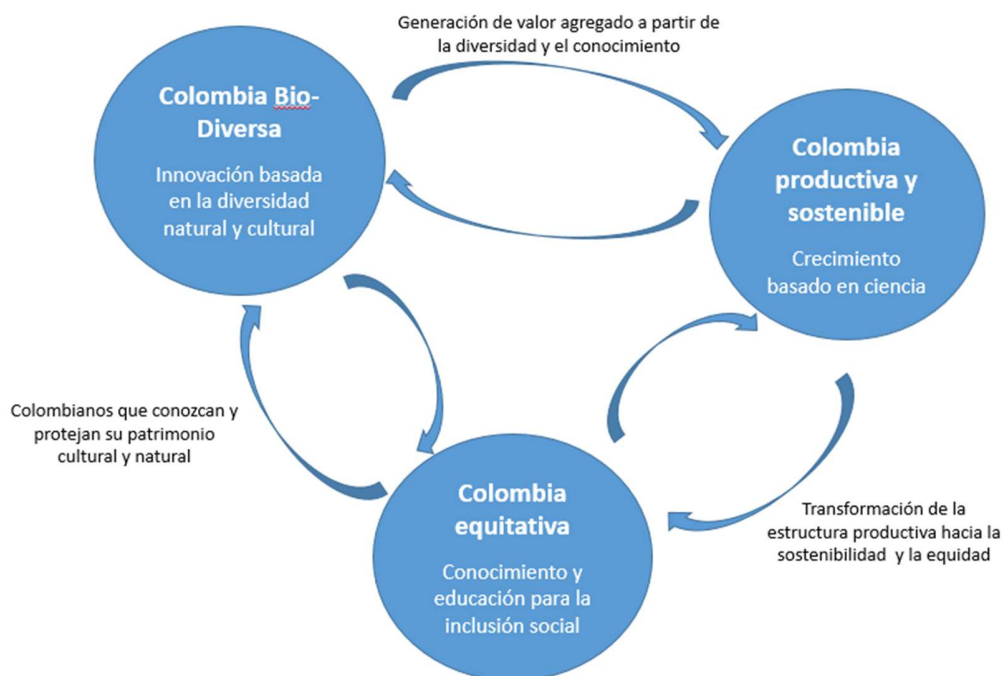 Generación de valor agregado a partir de
la diversidad y el conocimiento
Colombia Bio-
Diversa
Innovación basada
en la diversidad
natural y cultural
Colombia
productiva y
sostenible
Crecimiento
basado en ciencia
Colombianos que conozcan y
protejan su patrimonio
cultural y natural
Colombia
equitativa
Conocimiento y
educación para la
inclusión social
Transformación de la
estructura productiva hacia la
sostenibilidad y la equidad